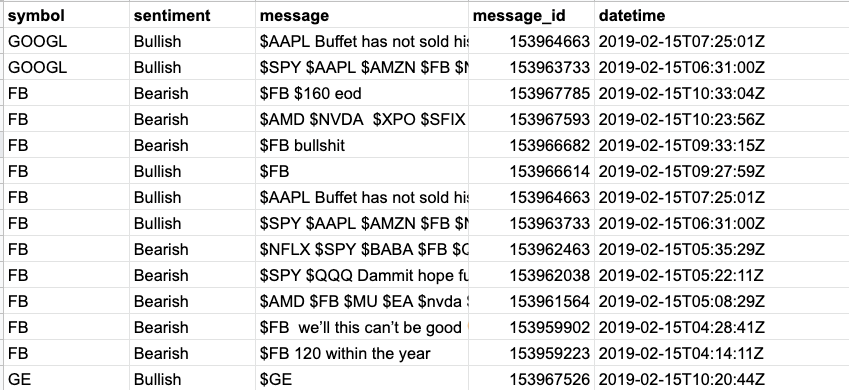 symbol sentiment message message_id datetime
GOOGL Bullish $AAPL Buffet has not sold his 153964663 2019-02-15T07:25:01Z
GOOGL Bullish $SPY $AAPL $AMZN $FB $N 153963733 2019-02-15T06:31:00Z
FB Bearish $FB $160 eod 153967785 2019-02-15T10:33:04Z
FB Bearish $AMD $NVDA $XPO $SFIX 153967593 2019-02-15T10:23:56Z
FB Bearish $FB bullshit 153966682 2019-02-15T09:33:15Z
FB Bullish $FB 153966614 2019-02-15T09:27:59Z
FB Bullish $AAPL Buffet has not sold his 153964663 2019-02-15T07:25:01Z
FB Bullish $SPY $AAPL $AMZN $FB $N 153963733 2019-02-15T06:31:00Z
FB Bearish $NFLX $SPY $BABA $FB $Q 153962463 2019-02-15T05:35:29Z
FB Bearish $SPY $QQQ Dammit hope fu 153962038 2019-02-15T05:22:11Z
FB Bearish $AMD $FB $MU $EA $nvda $ 153961564 2019-02-15T05:08:29Z
FB Bearish $FB we’ll this can’t be good 153959902 2019-02-15T04:28:41Z
FB Bearish $FB 120 within the year 153959223 2019-02-15T04:14:11Z
GE Bullish $GE 153967526 2019-02-15T10:20:44Z